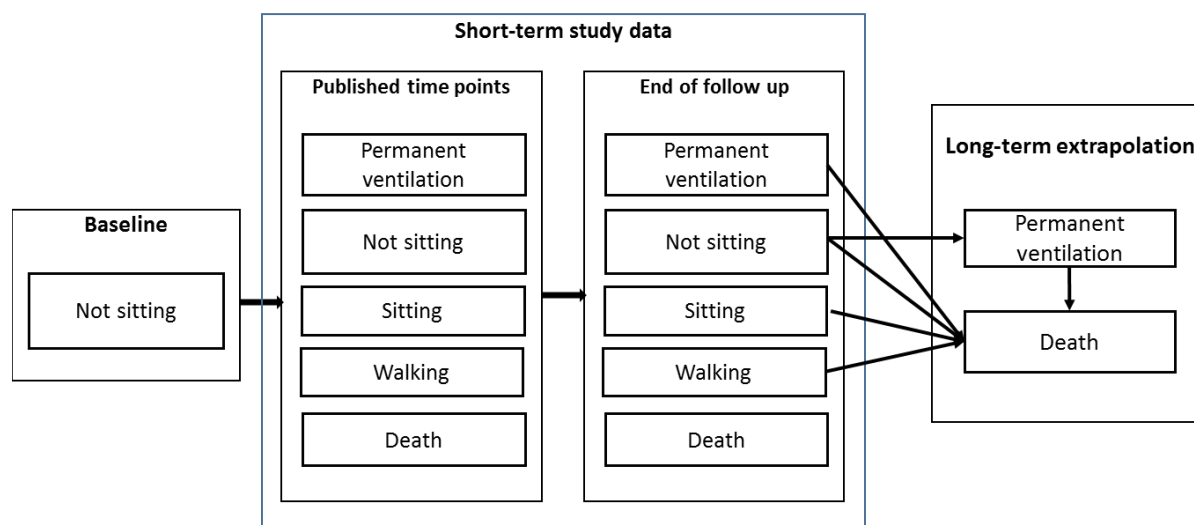 Short-term study data
Baseline
Not sitting
Published time points
Permanent
ventilation
Not sitting
Sitting
Walking
Death
End of follow up
Permanent
ventilation
Not sitting
Sitting
Walking
Death
Long-term extrapolation
Permanent
ventilation
Death